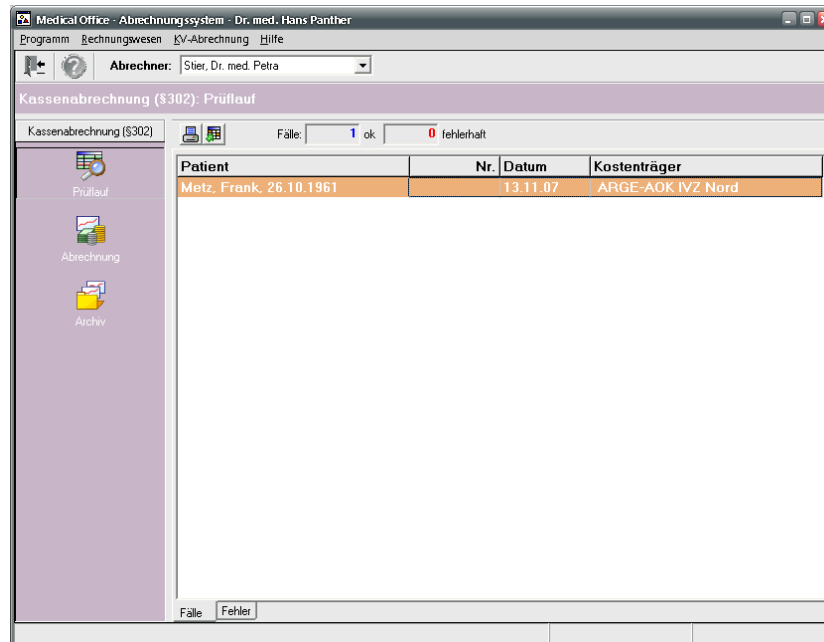 Medical Office - Abrechnungssystem - Dr. med. Hans Panther
Programm Rechnungswesen KV-Abrechnung Hilfe
Abrechner: Stier, Dr. med. Petra
Kassenabrechnung (§302): Prüflauf
Kassenabrechnung (§302) Fälle: 1 ok 0 fehlerhaft
Patient Nr. Datum Kostenträger
Metz, Frank, 26.10.1961 13.11.07 ARGE-AOK IVZ Nord
Prüflauf
Abrechnung
Archiv
Fälle Fehler